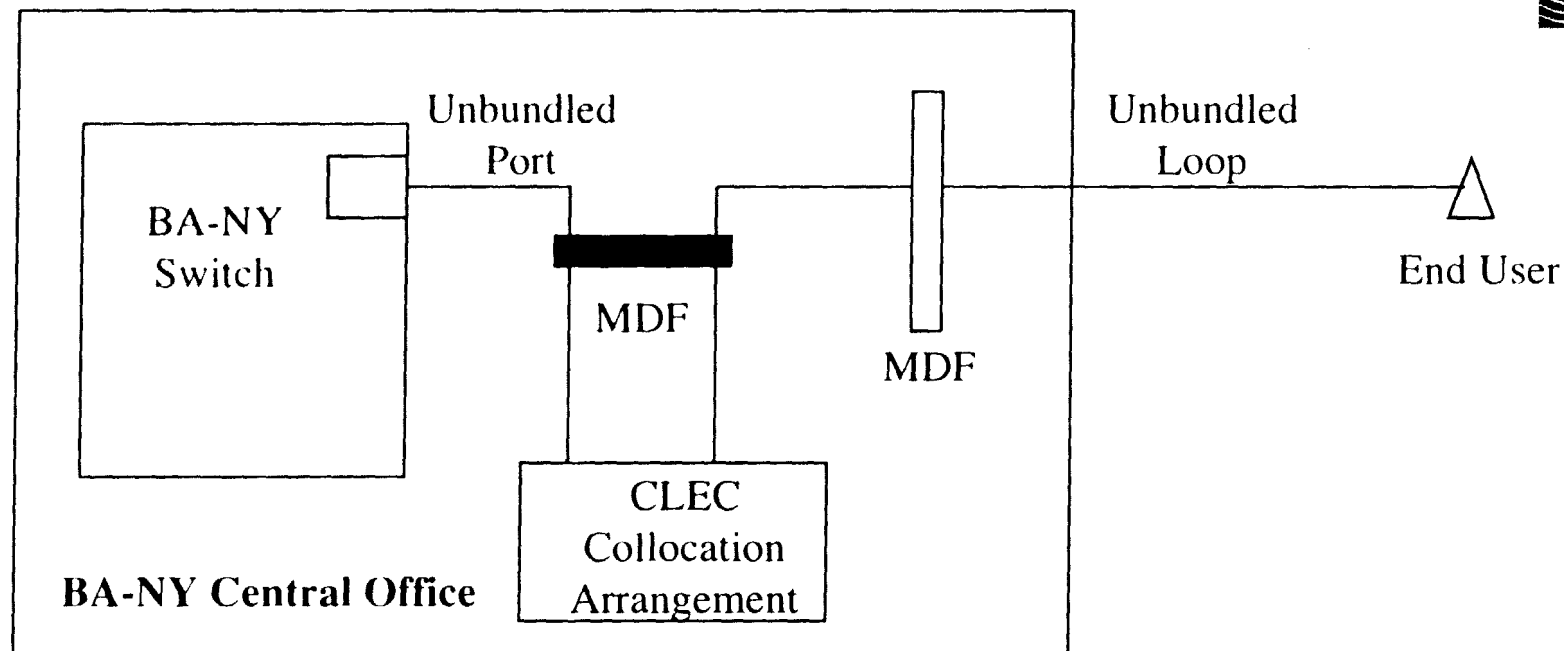 Unbundled
Port
Unbundled
Loop
BA-NY
Switch
MDF
MDF
End User
CLEC
Collocation
Arrangement
BA-NY Central Office